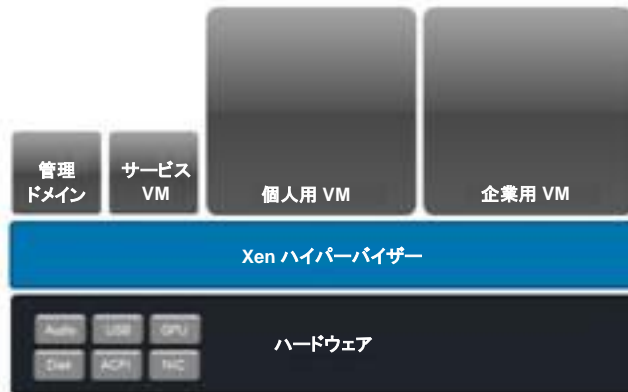 管理
ドメイン
サービス
VM
個人用 VM
企業用 VM
Xen ハイパーバイザー
Audio USB GPU
ハードウェア
Disk ACPI NIC